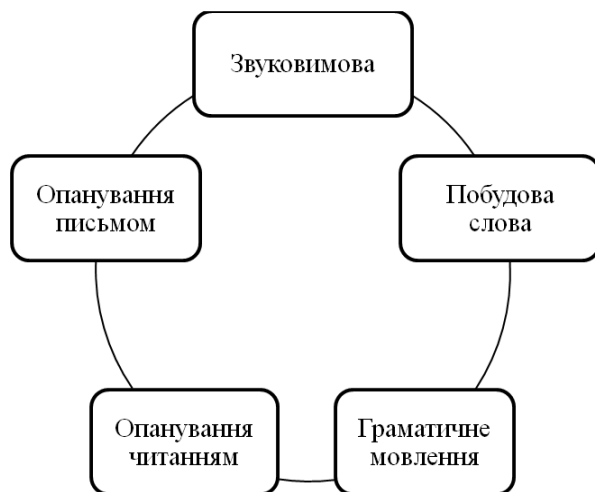 Звуковимова
Побудова
слова
Граматичне
мовлення
Опанування
читанням
Опанування
письмом